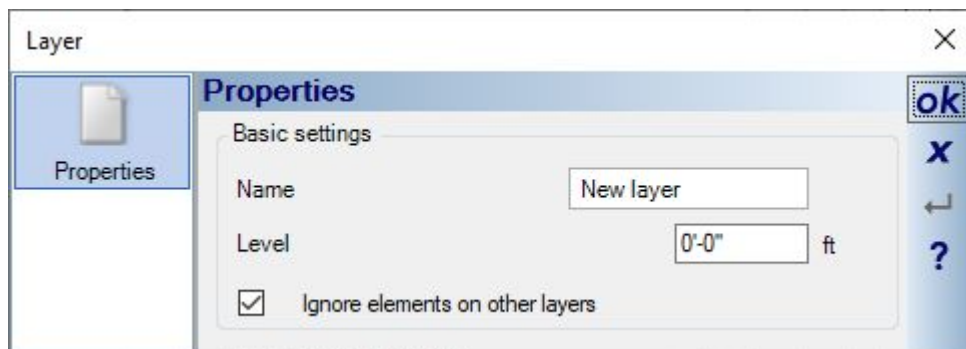 Layer
Properties
ok
Basic settings
Properties
x
Name New layer
Level 0'-0" ft
?
Ignore elements on other layers